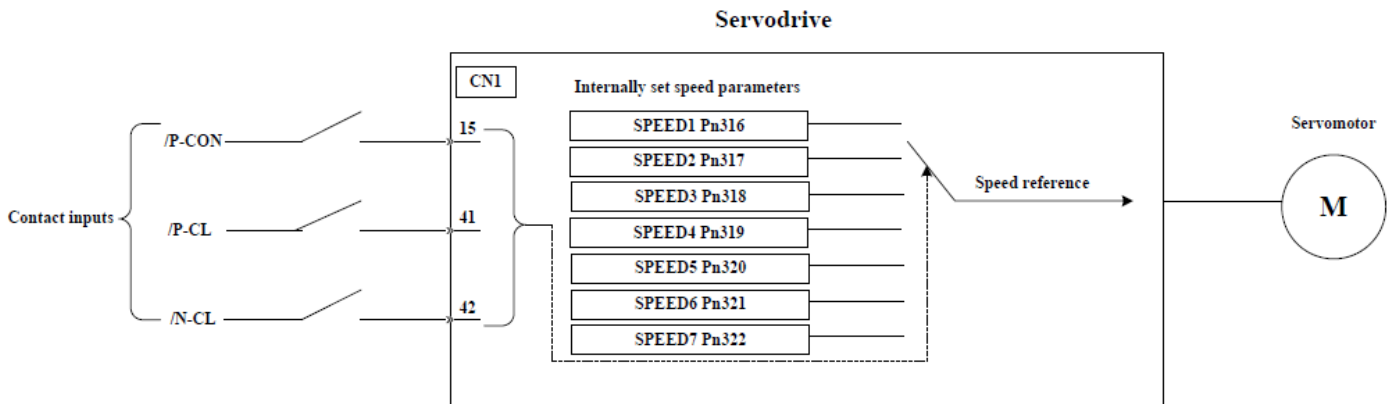 Servodrive
CN1
Internally set speed parameters
Contact inputs
/P-CON
15
/P-CL
41
/N-CL
42
SPEED1 Pn316
SPEED2 Pn317
SPEED3 Pn318
SPEED4 Pn319
SPEED5 Pn320
SPEED6 Pn321
SPEED7 Pn322
Speed reference
Servomotor
M